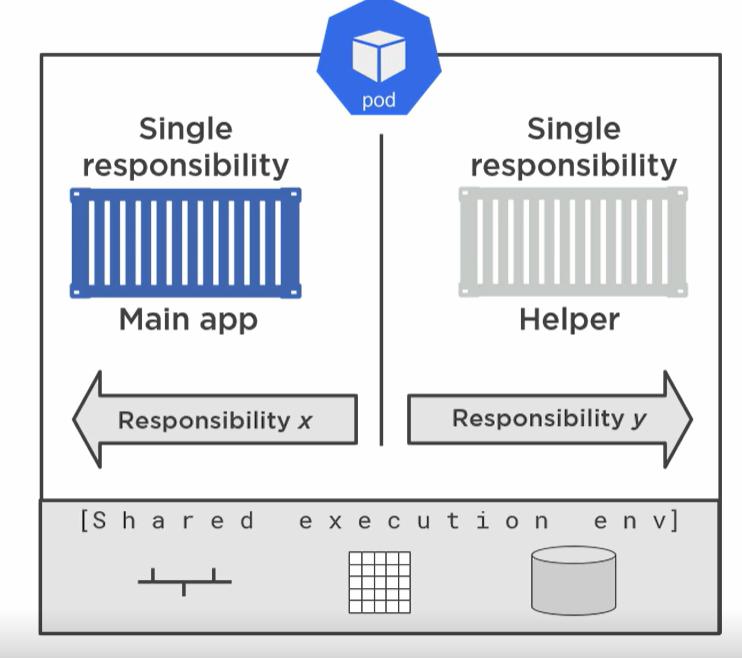 pod
Single
responsibility
Main app
Responsibility x
Single
responsibility
Helper
Responsibility y
[Shared execution env]